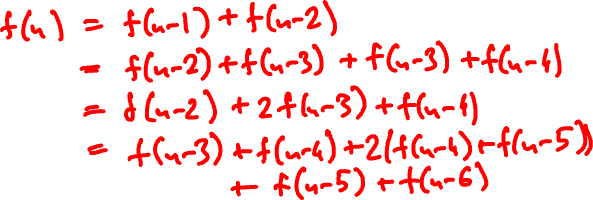 f(n) = f(n-1) + f(n-2)
= f(n-2) + f(n-3) + f(n-3) + f(n-4)
= f(n-2) + 2f(n-3) + f(n-4)
= f(n-3) + f(n-4) + 2(f(n-4) + f(n-5))
+ f(n-5) + f(n-6)